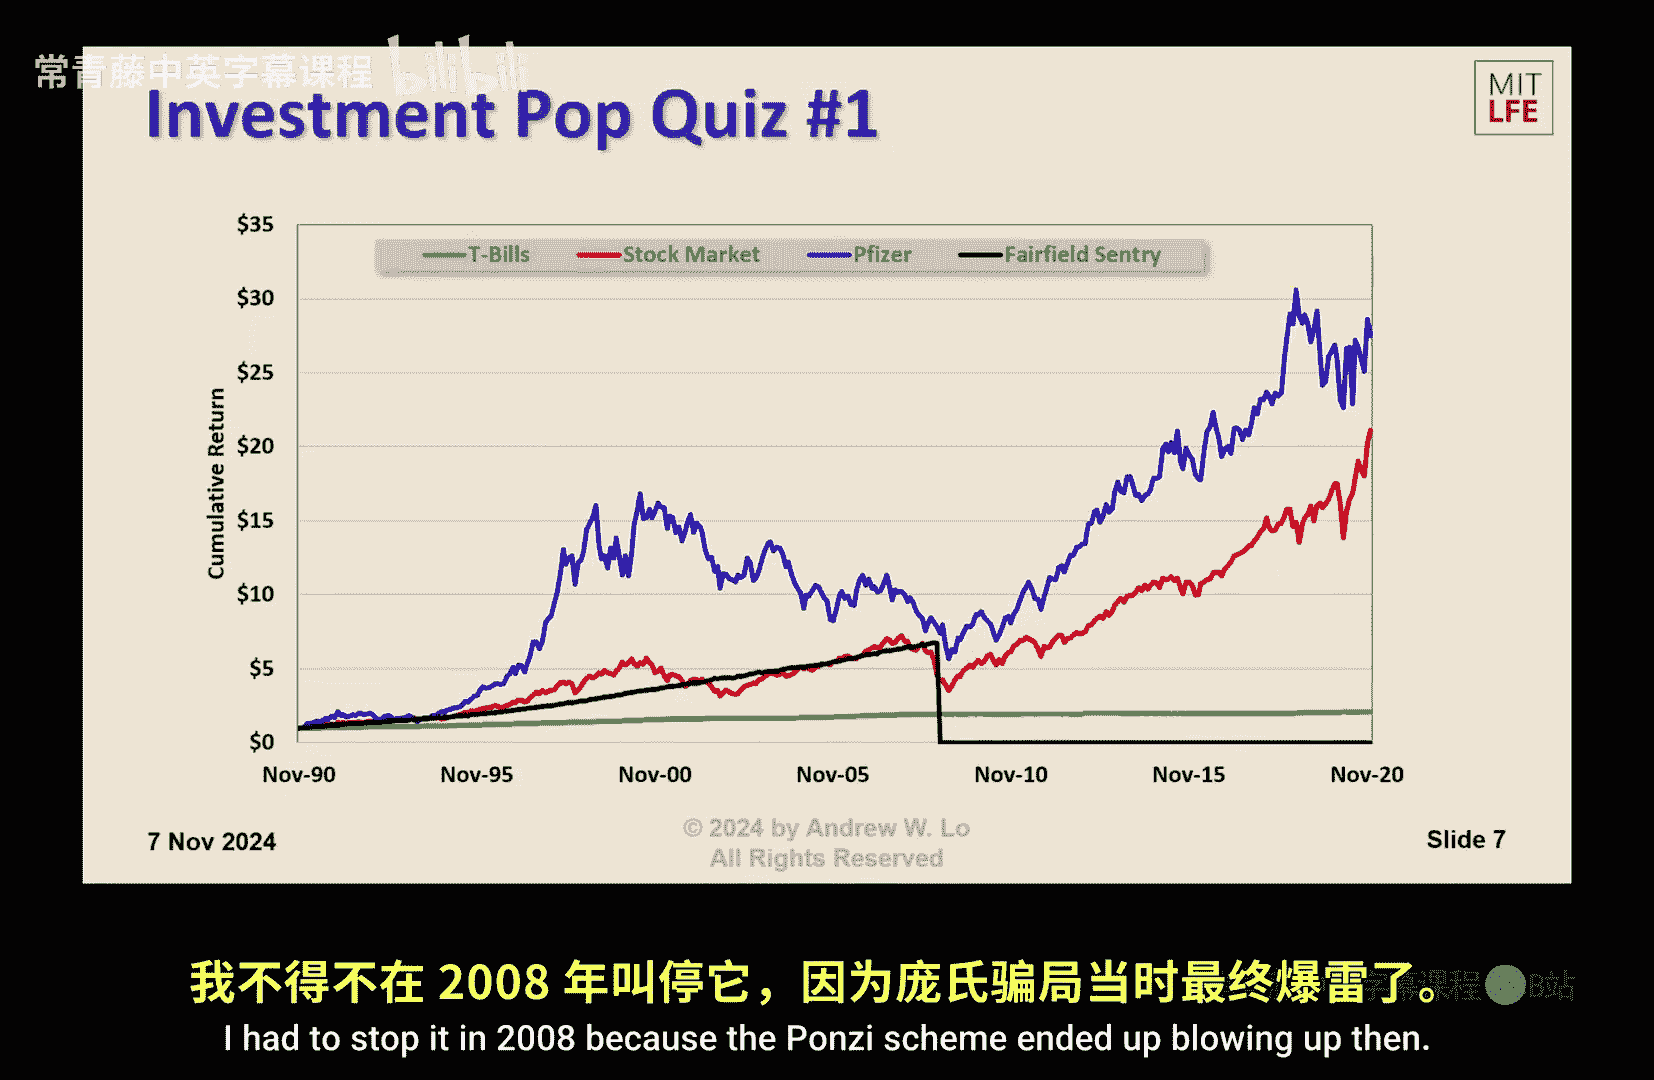 常青藤中英字幕课程 bilibili
MIT
LFE
Investment Pop Quiz #1
T-Bills Stock Market Pfizer Fairfield Sentry
Cumulative Return
$35
$30
$25
$20
$15
$10
$5
$0
Nov-90 Nov-95 Nov-00 Nov-05 Nov-10 Nov-15 Nov-20
7 Nov 2024
© 2024 by Andrew W. Lo
All Rights Reserved
Slide 7
我不得不在 2008 年叫停它，因为庞氏骗局当时最终爆雷了。
I had to stop it in 2008 because the Ponzi scheme ended up blowing up then.